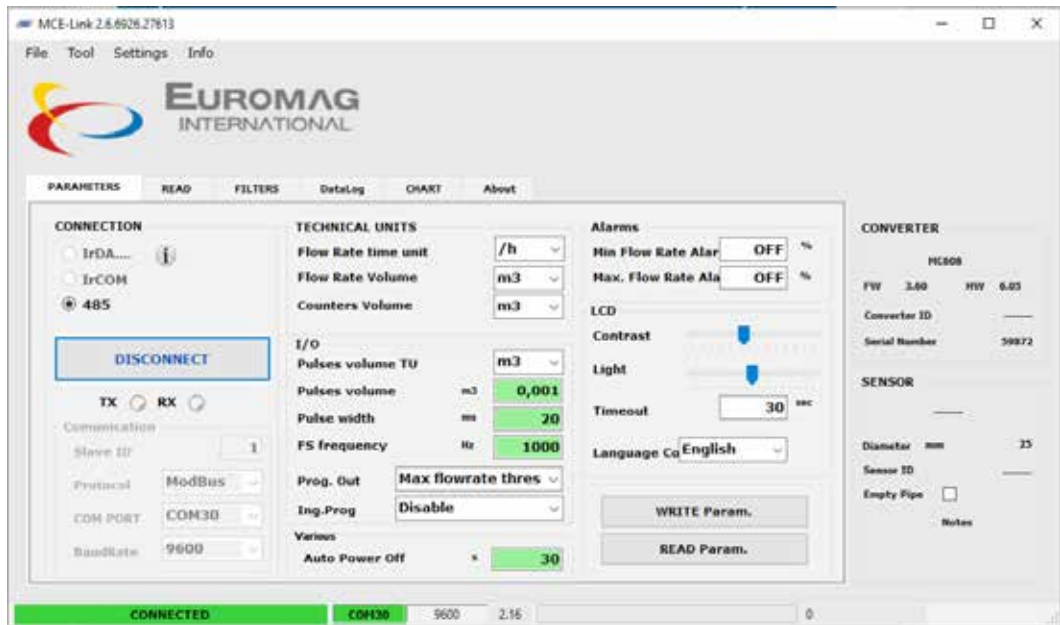 MCE-Link 2.6.6926.27613
File Tool Settings Info
EUROMAG
INTERNATIONAL
PARAMETERS READ FILTERS DataLog CHART About
CONNECTION
IrDA....
IrCOM
485
DISCONNECT
TX RX
Comunication
Slave ID 1
Protocol ModBus
COM PORT COM30
BaudRate 9600
TECHNICAL UNITS
Flow Rate time unit /h
Flow Rate Volume m3
Counters Volume m3
I/O
Pulses volume TU m3
Pulses volume m3 0,001
Pulse width ms 20
FS frequency Hz 1000
Prog. Out Max flowrate thres
Ing.Prog Disable
Various
Auto Power Off s 30
Alarms
Min Flow Rate Alar OFF %
Max. Flow Rate Ala OFF %
LCD
Contrast
Light
Timeout 30 sec
Language Co English
WRITE Param.
READ Param.
CONVERTER
MC608
FW 3.60 HW 6.05
Converter ID
Serial Number 59872
SENSOR
Diameter mm 25
Sensor ID
Empty Pipe
Notes
CONNECTED COM30 9600 2.16 0